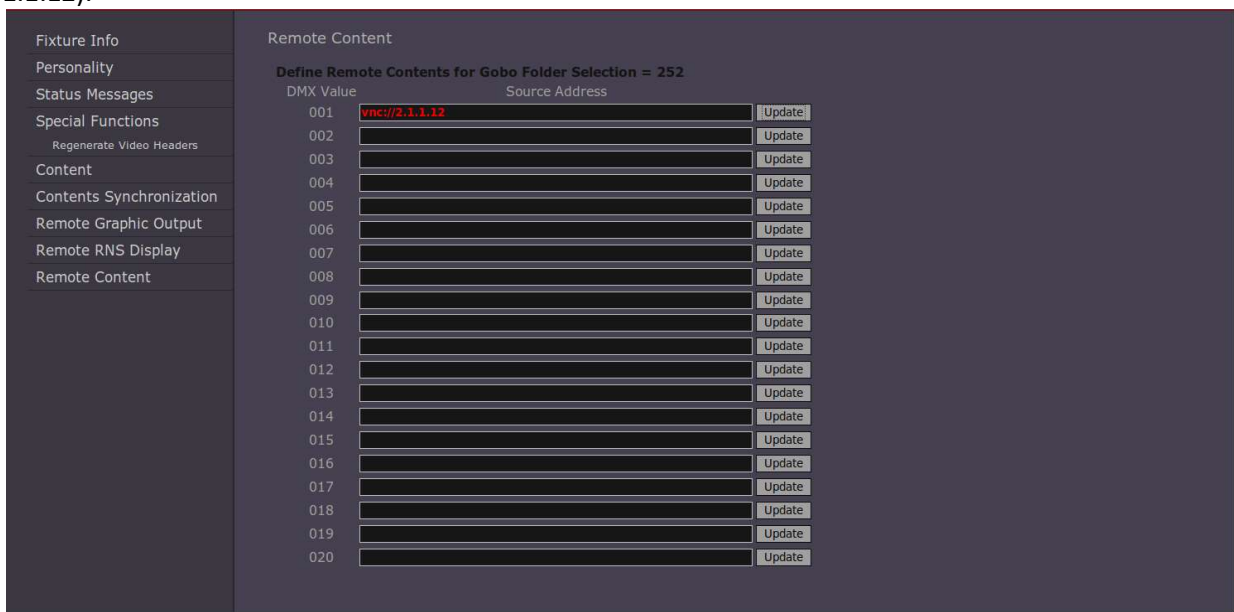 Fixture Info
Personality
Status Messages
Special Functions
Regenerate Video Headers
Content
Contents Synchronization
Remote Graphic Output
Remote RNS Display
Remote Content
Remote Content
Define Remote Contents for Gobo Folder Selection = 252
DMX Value Source Address
001 vnc://2.1.1.12 Update
002 Update
003 Update
004 Update
005 Update
006 Update
007 Update
008 Update
009 Update
010 Update
011 Update
012 Update
013 Update
014 Update
015 Update
016 Update
017 Update
018 Update
019 Update
020 Update